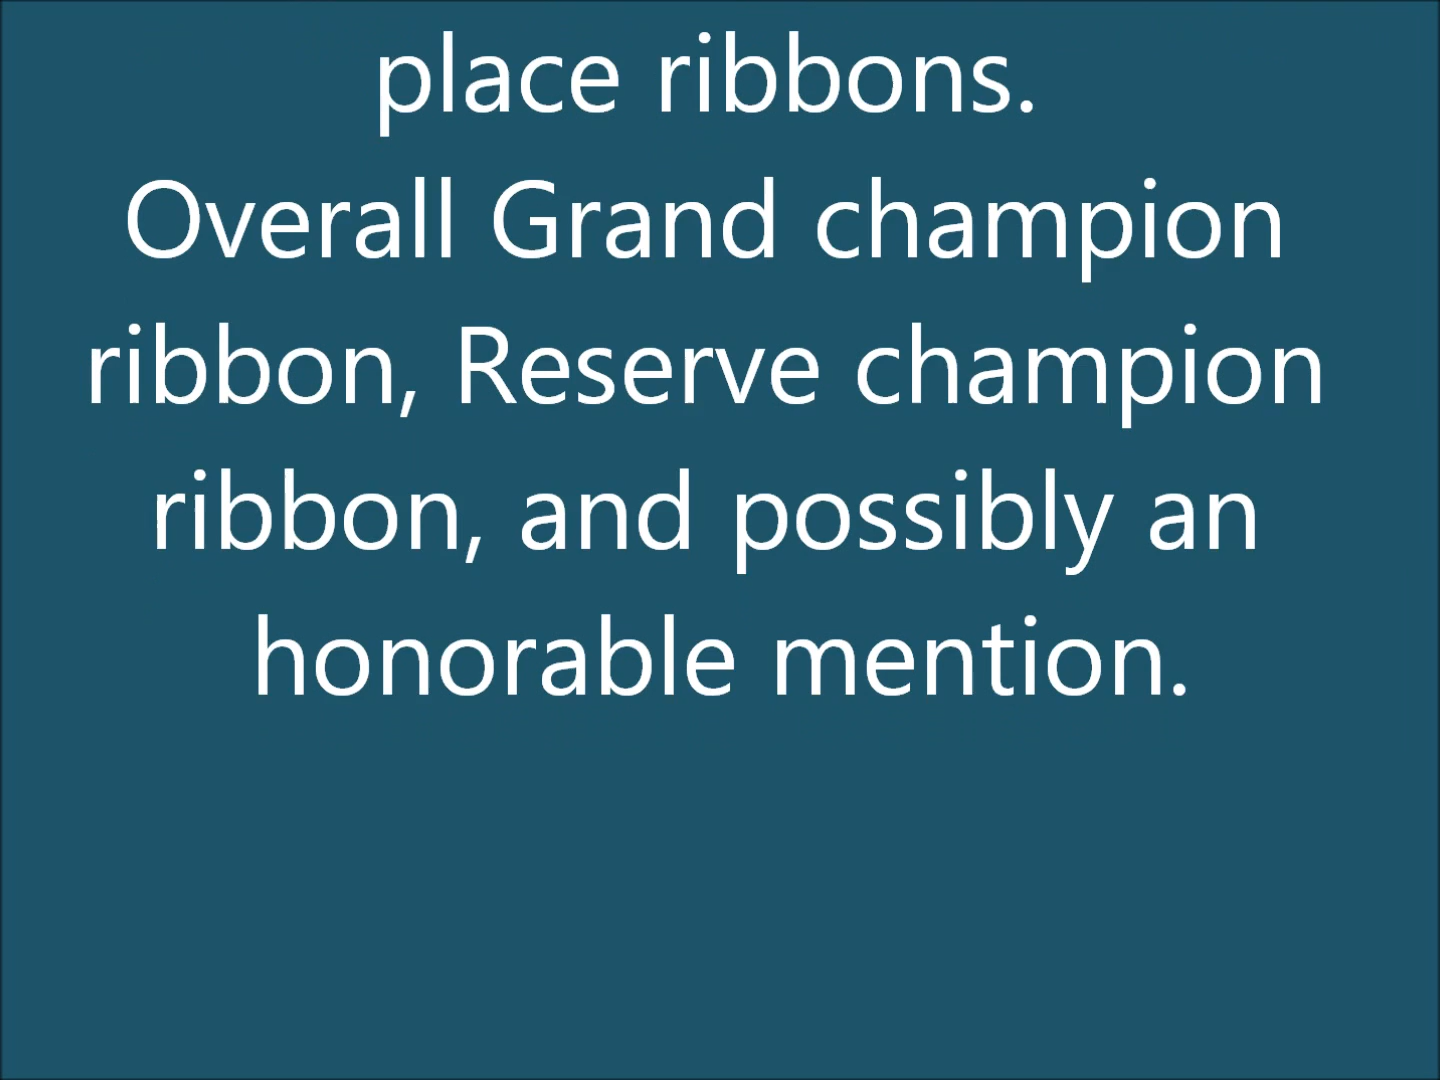 place ribbons.
Overall Grand champion
ribbon, Reserve champion
ribbon, and possibly an
honorable mention.